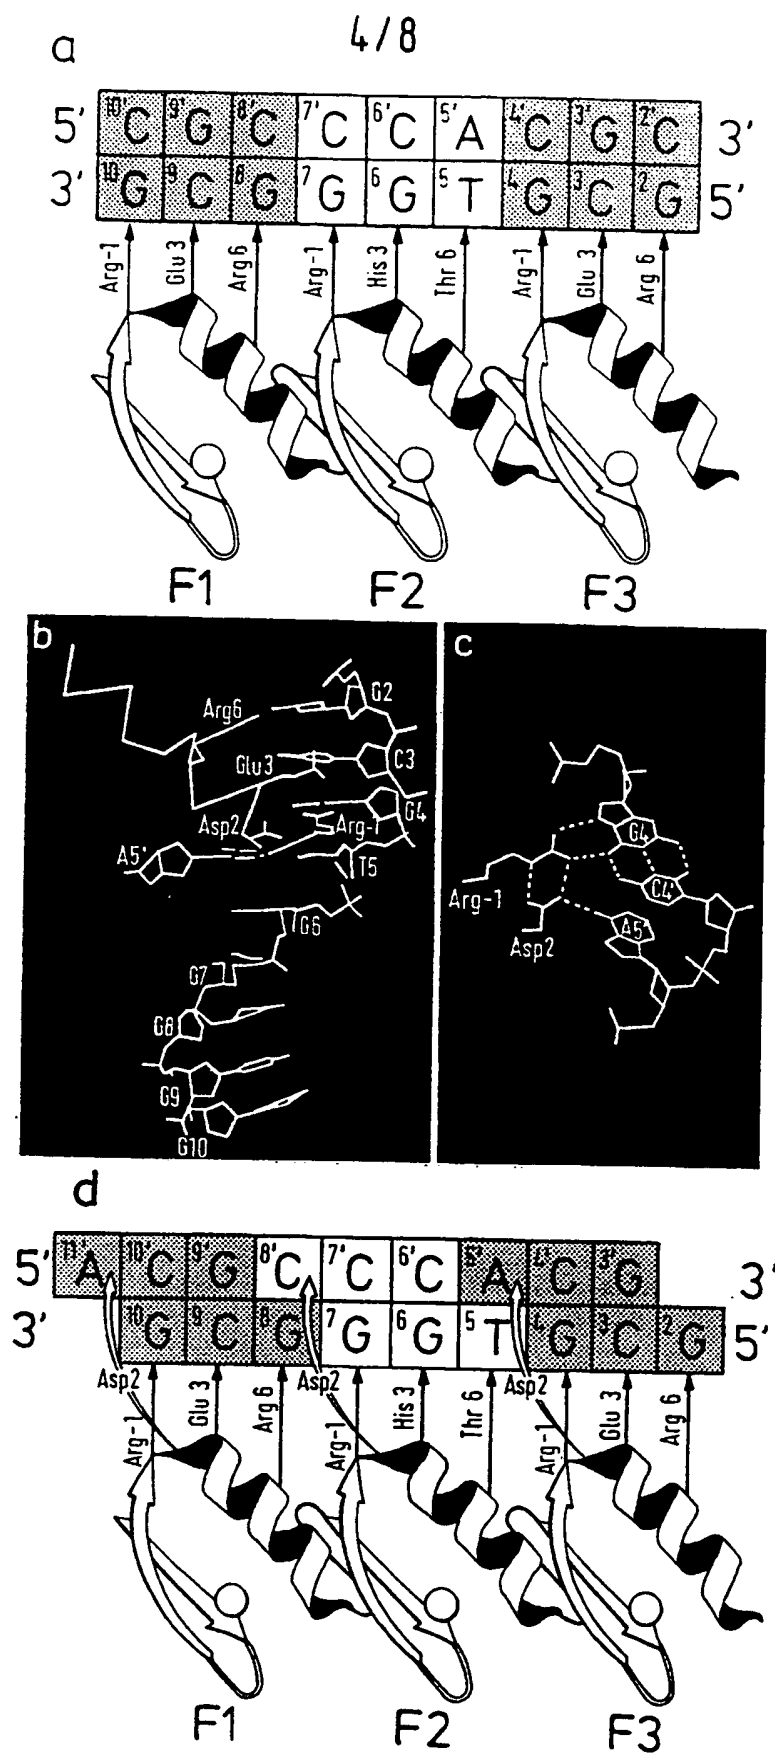 4/8
a
5' 10'C 9'G 8'C 7'C 6'C 5'A 4'C 3'G 2'C 3'
3' 10G 9C 8G 7G 6G 5T 4G 3C 2G 5'
Arg-1 Glu 3 Arg 6 Arg-1 His 3 Thr 6 Arg-1 Glu 3 Arg 6
F1 F2 F3
b
G2
Arg6
Glu3
C3
G4
Asp2
Arg-1
A5'
T5
G6
G7
G8
G9
G10
c
G4
C4'
Arg-1
A5'
Asp2
d
5' 11'A 10'C 9'G 8'C 7'C 6'C 5'A 4'C 3'G 3'
3' 10G 9C 8G 7G 6G 5T 4G 3C 2G 5'
Asp2 Asp2 Asp2
Arg-1 Glu 3 Arg 6 Arg-1 His 3 Thr 6 Arg-1 Glu 3 Arg 6
F1 F2 F3